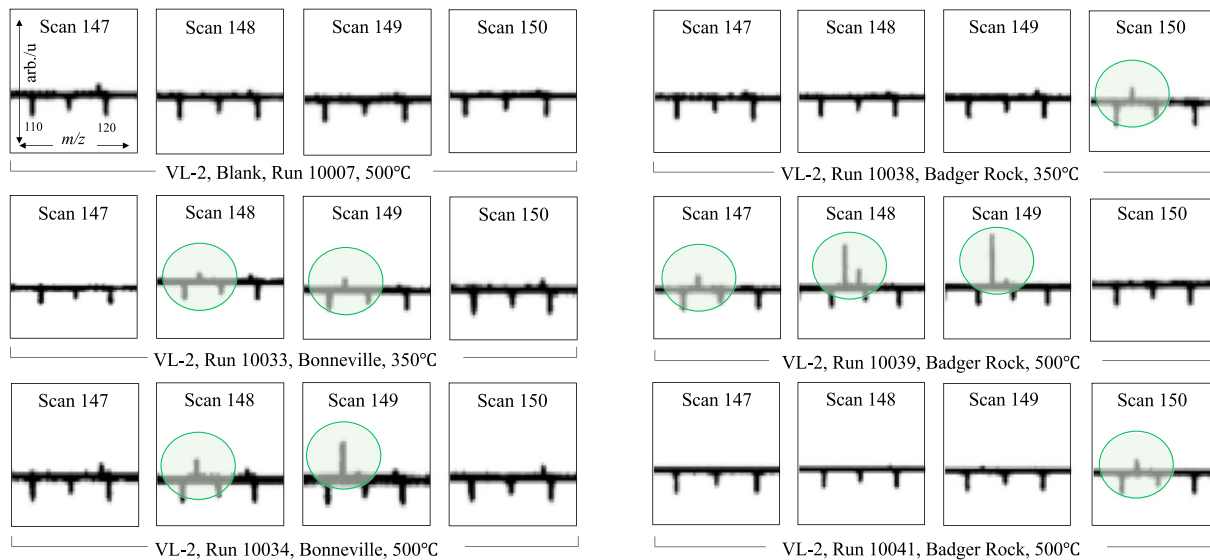 Scan 147
Scan 148
Scan 149
Scan 150
arb./u
110
120
m/z
VL-2, Blank, Run 10007, 500℃
Scan 147
Scan 148
Scan 149
Scan 150
VL-2, Run 10038, Badger Rock, 350℃
Scan 147
Scan 148
Scan 149
Scan 150
VL-2, Run 10033, Bonneville, 350℃
Scan 147
Scan 148
Scan 149
Scan 150
VL-2, Run 10039, Badger Rock, 500℃
Scan 147
Scan 148
Scan 149
Scan 150
VL-2, Run 10034, Bonneville, 500℃
Scan 147
Scan 148
Scan 149
Scan 150
VL-2, Run 10041, Badger Rock, 500℃